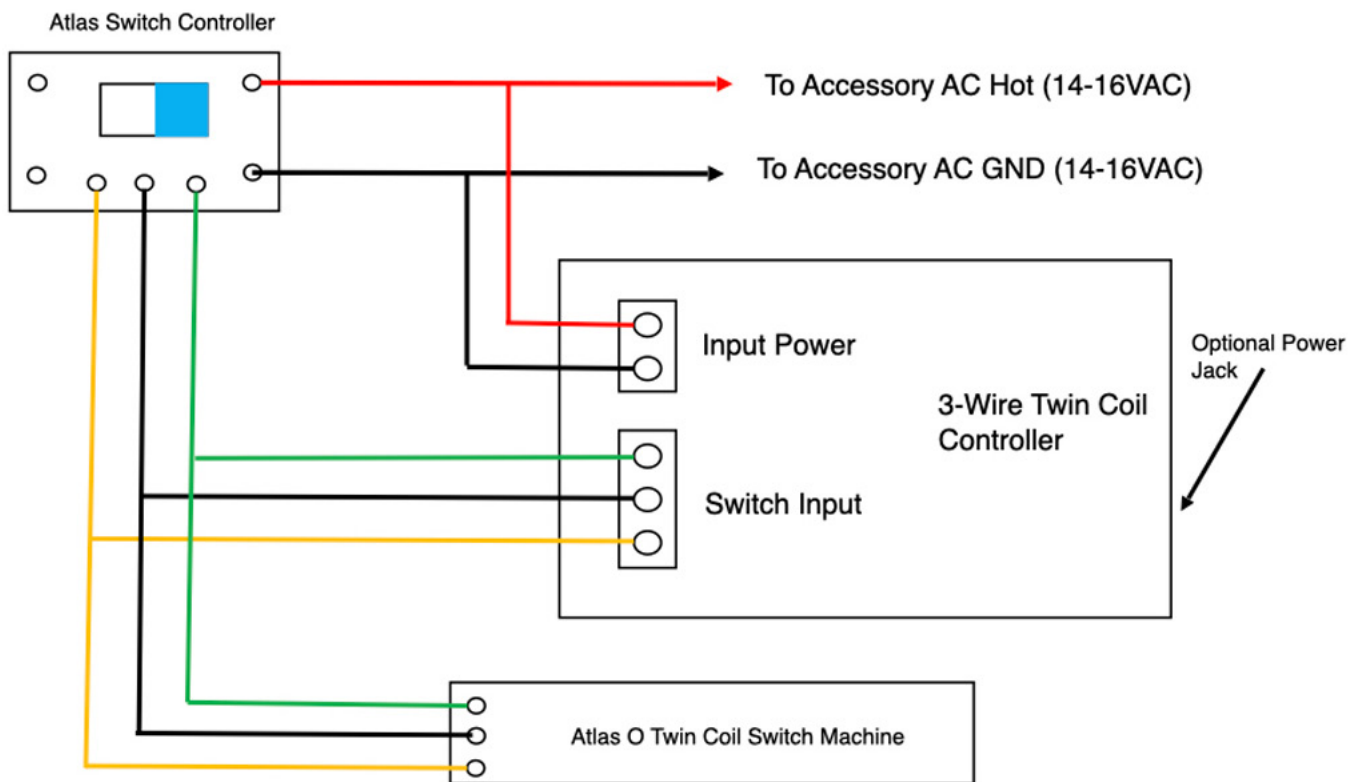 Atlas Switch Controller
To Accessory AC Hot (14-16VAC)
To Accessory AC GND (14-16VAC)
Input Power
Optional Power
Jack
3-Wire Twin Coil
Controller
Switch Input
Atlas O Twin Coil Switch Machine